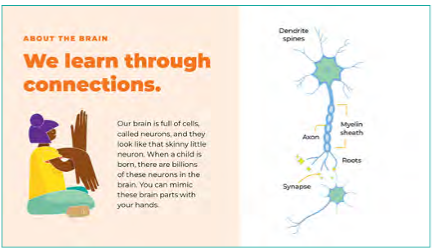 ABOUT THE BRAIN
We learn through
connections.
Our brain is full of cells,
called neurons, and they
look like that skinny little
neuron. When a child is
born, there are billions
of these neurons in the
brain. You can mimic
these brain parts with
your hands.
Dendrite
spines
Myelin
sheath
Axon
Roots
Synapse